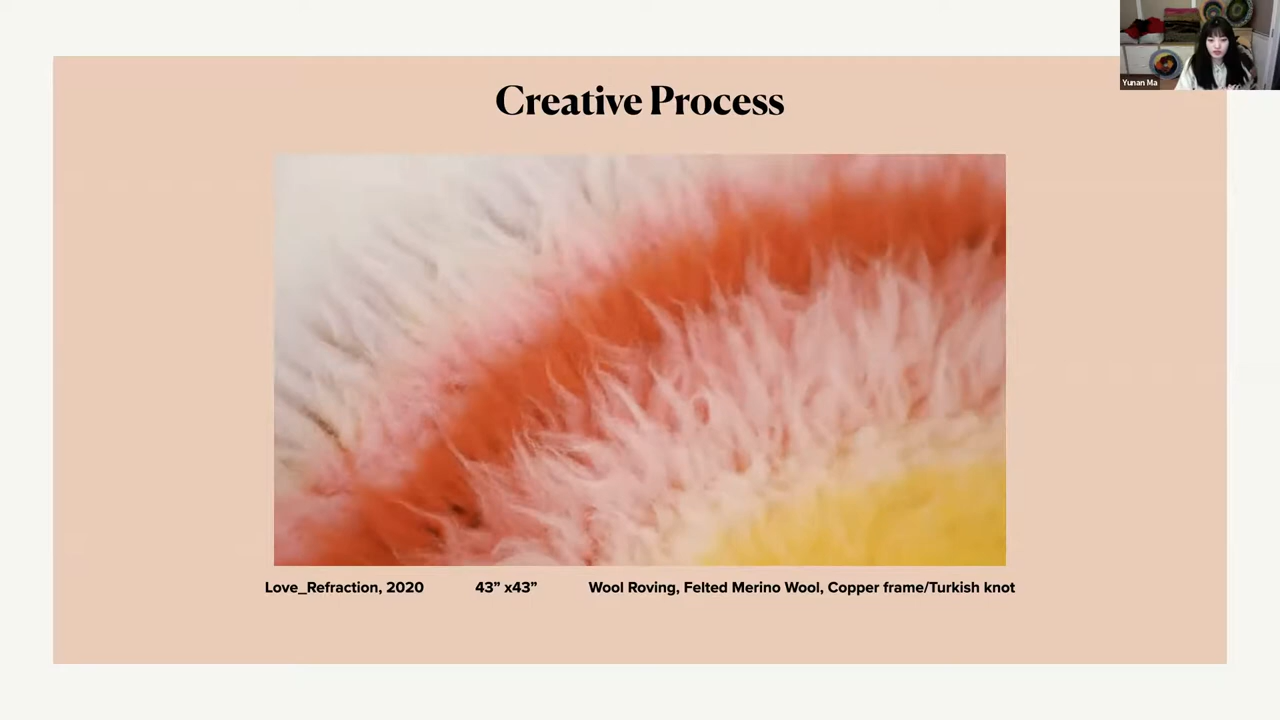 Creative Process
Yunan Ma
Love_Refraction, 2020 43” x43” Wool Roving, Felted Merino Wool, Copper frame/Turkish knot